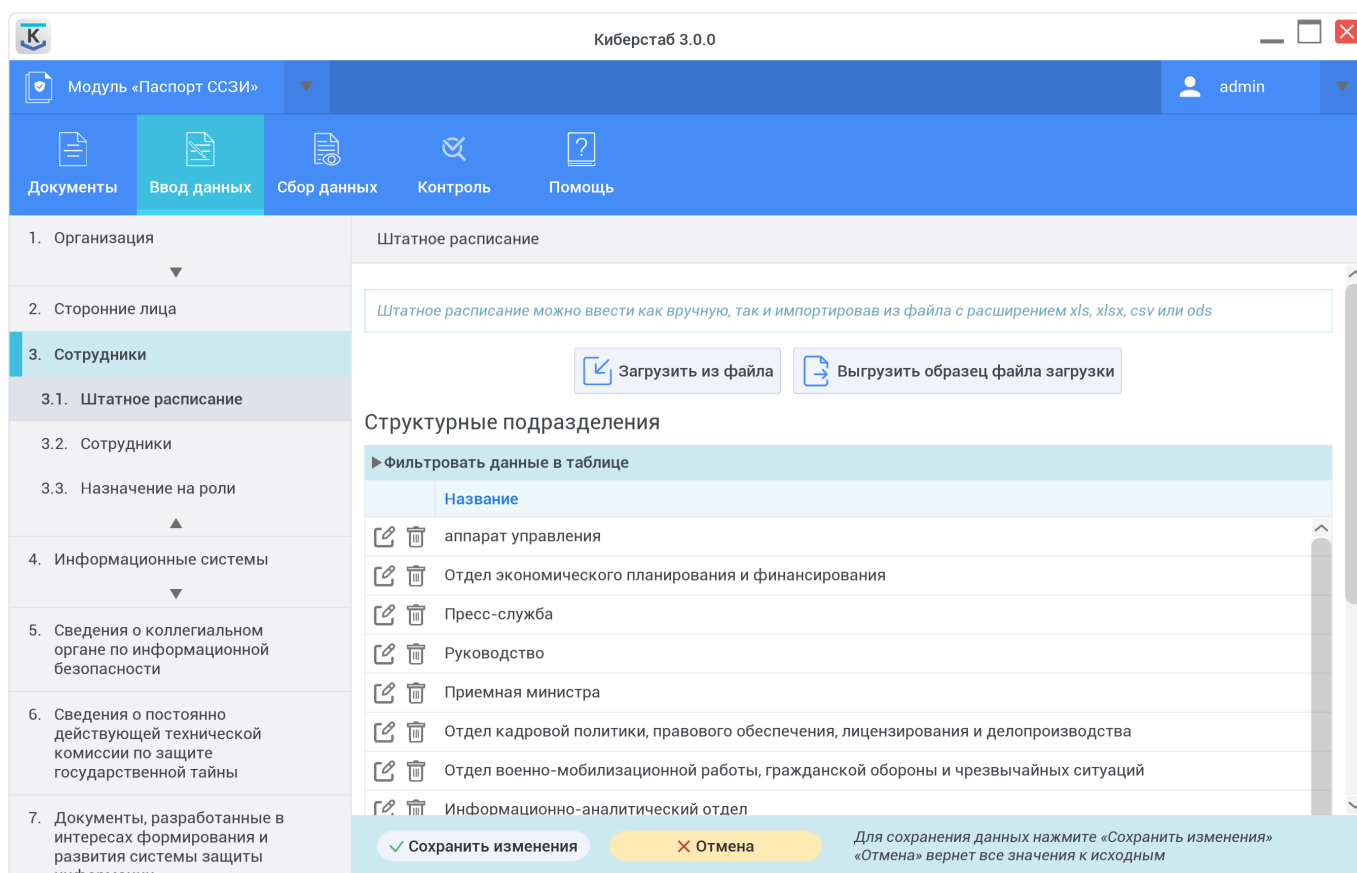 K
Киберстаб 3.0.0
Модуль «Паспорт ССЗИ»
admin
Документы
Ввод данных
Сбор данных
Контроль
Помощь
1. Организация
2. Сторонние лица
3. Сотрудники
3.1. Штатное расписание
3.2. Сотрудники
3.3. Назначение на роли
4. Информационные системы
5. Сведения о коллегиальном
органе по информационной
безопасности
6. Сведения о постоянно
действующей технической
комиссии по защите
государственной тайны
7. Документы, разработанные в
интересах формирования и
развития системы защиты
Штатное расписание
Штатное расписание можно ввести как вручную, так и импортировав из файла с расширением xls, xlsx, csv или ods
Загрузить из файла
Выгрузить образец файла загрузки
Структурные подразделения
Фильтровать данные в таблице
Название
аппарат управления
Отдел экономического планирования и финансирования
Пресс-служба
Руководство
Приемная министра
Отдел кадровой политики, правового обеспечения, лицензирования и делопроизводства
Отдел военно-мобилизационной работы, гражданской обороны и чрезвычайных ситуаций
Информационно-аналитический отдел
Сохранить изменения
Отмена
Для сохранения данных нажмите «Сохранить изменения»
«Отмена» вернет все значения к исходным